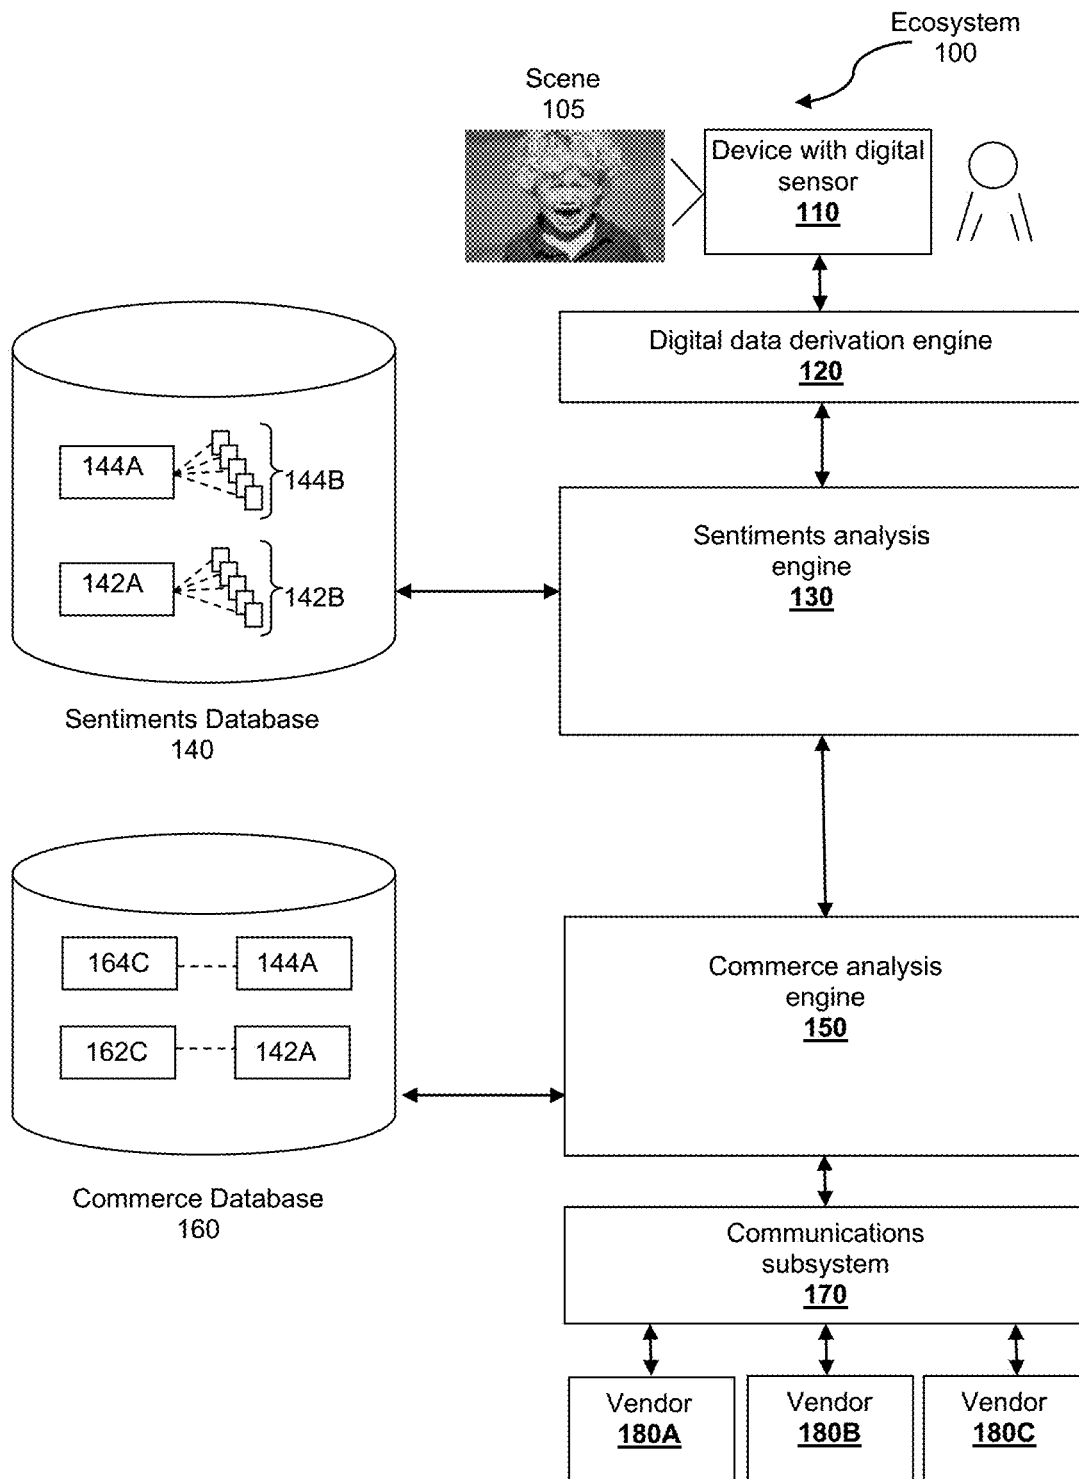 Ecosystem
100
Scene
105
Device with digital
sensor
110
Digital data derivation engine
120
144A
144B
142A
142B
Sentiments analysis
engine
130
Sentiments Database
140
164C
144A
162C
142A
Commerce analysis
engine
150
Commerce Database
160
Communications
subsystem
170
Vendor
180A
Vendor
180B
Vendor
180C